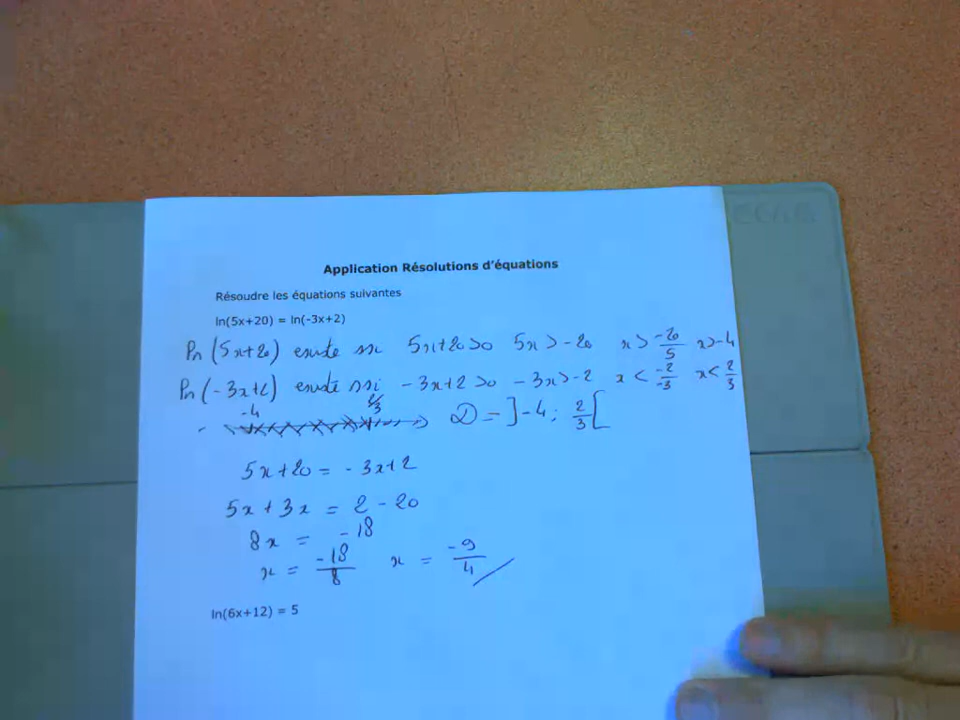 Application Résolutions d'équations
Résoudre les équations suivantes
ln(5x+20) = ln(-3x+2)
ln(5x+20) existe ssi 5x+20>0 5x>-20 x>-20/5 x>-4
ln(-3x+2) existe ssi -3x+2>0 -3x>-2 x<-2/-3 x<2/3
-4 2/3 D=]-4; 2/3[
5x+20=-3x+2
5x+3x=2-20
8x=-18
x=-18/8 x=-9/4
ln(6x+12) = 5